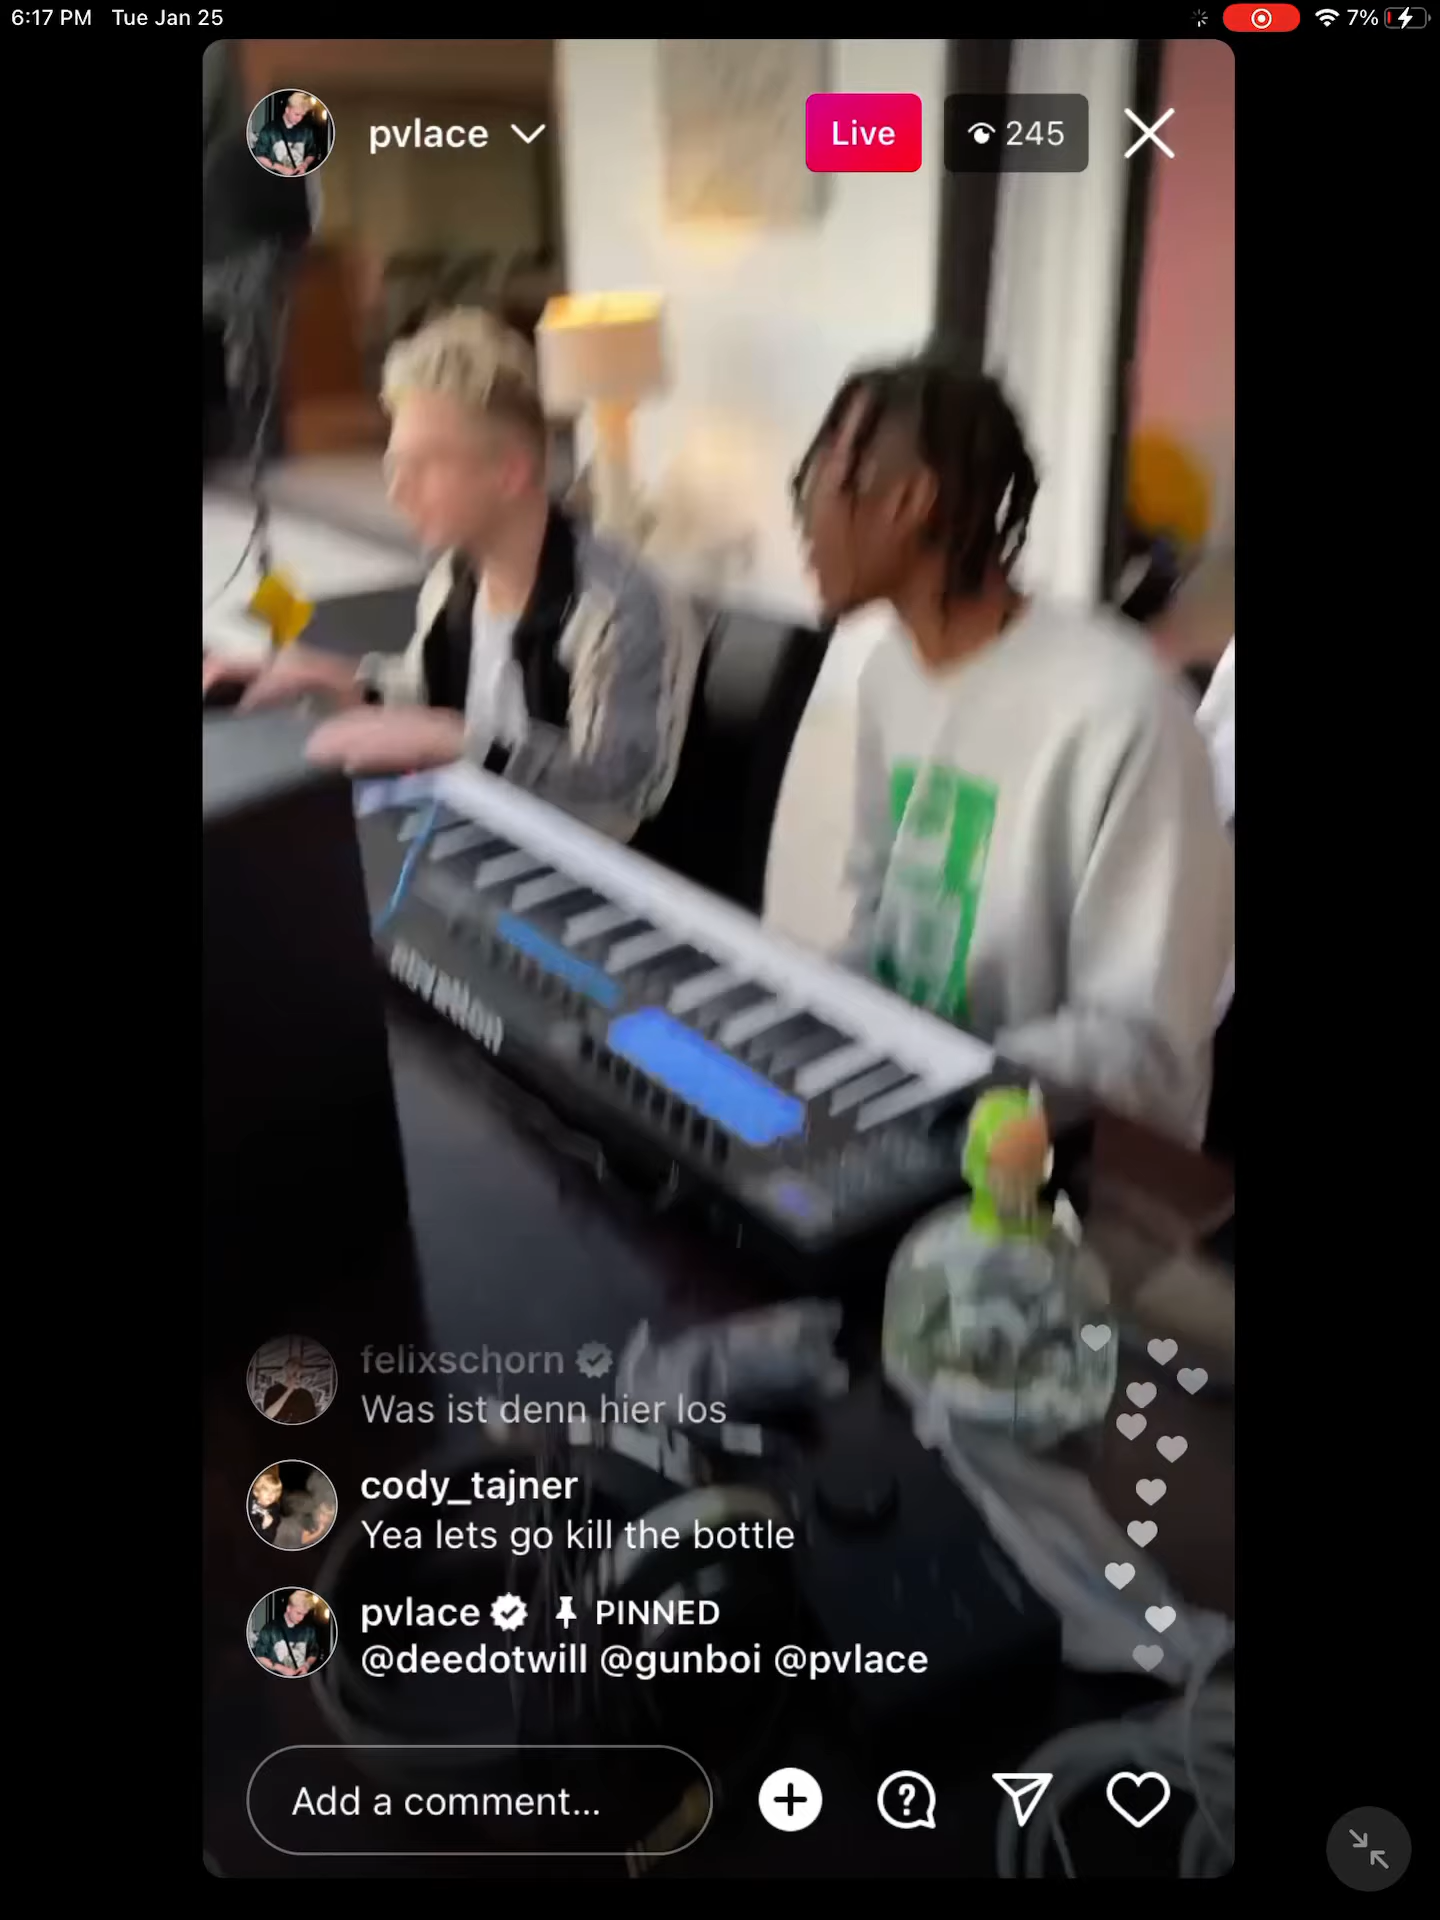 6:17 PM Tue Jan 25
7%
pvlace
Live
245
novation
felixschorn
Was ist denn hier los
cody_tajner
Yea lets go kill the bottle
pvlace PINNED
@deedotwill @gunboi @pvlace
Add a comment...